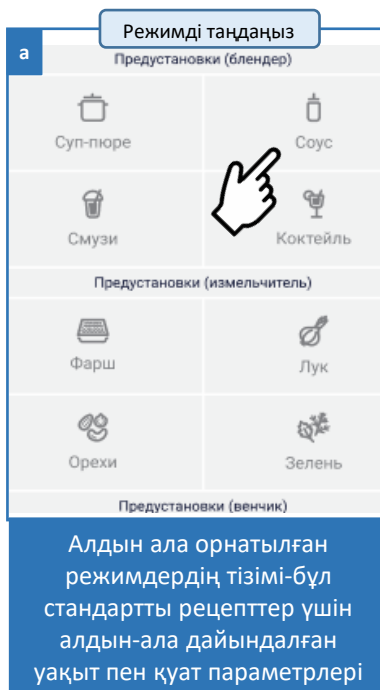 Режимді таңдаңыз
а
Предустановки (блендер)
Суп-пюре
Соус
Смузи
Коктейль
Предустановки (измельчитель)
Фарш
Лук
Орехи
Зелень
Предустановки (венчик)
Алдын ала орнатылған
режимдердің тізімі-бұл
стандартты рецепттер үшін
алдын-ала дайындалған
уақыт пен қуат параметрлері